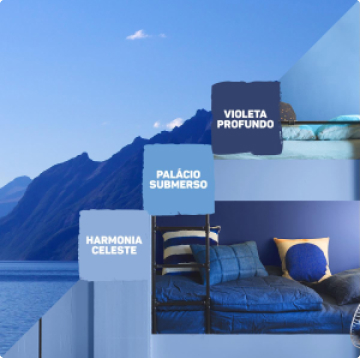 VIOLETA
PROFUNDO
PALÁCIO
SUBMERSO
HARMONIA
CELESTE